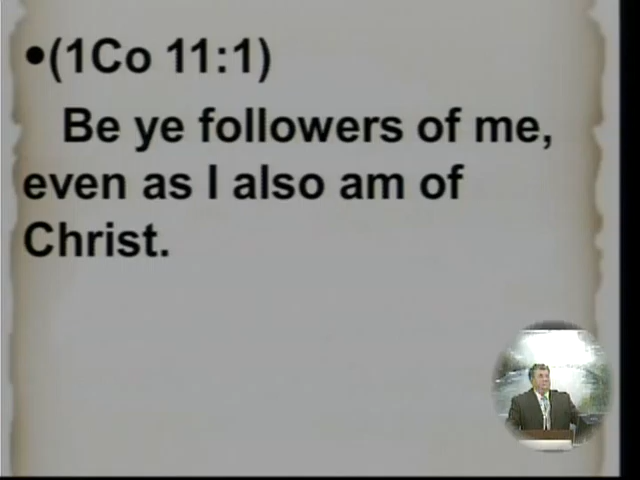 •(1Co 11:1)
Be ye followers of me,
even as I also am of
Christ.